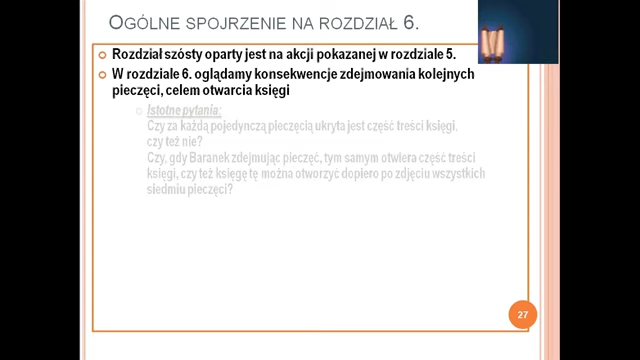 OGÓLNE SPOJRZENIE NA ROZDZIAŁ 6.
Rozdział szósty oparty jest na akcji pokazanej w rozdziale 5.
W rozdziale 6. oglądamy konsekwencje zdejmowania kolejnych
pieczęci, celem otwarcia księgi
Istotne pytania:
Czy za każdą pojedynczą pieczęcią ukryta jest część treści księgi,
czy też nie?
Czy, gdy Baranek zdejmując pieczęć, tym samym otwiera część treści
księgi, czy też księgę tę można otworzyć dopiero po zdjęciu wszystkich
siedmiu pieczęci?
27